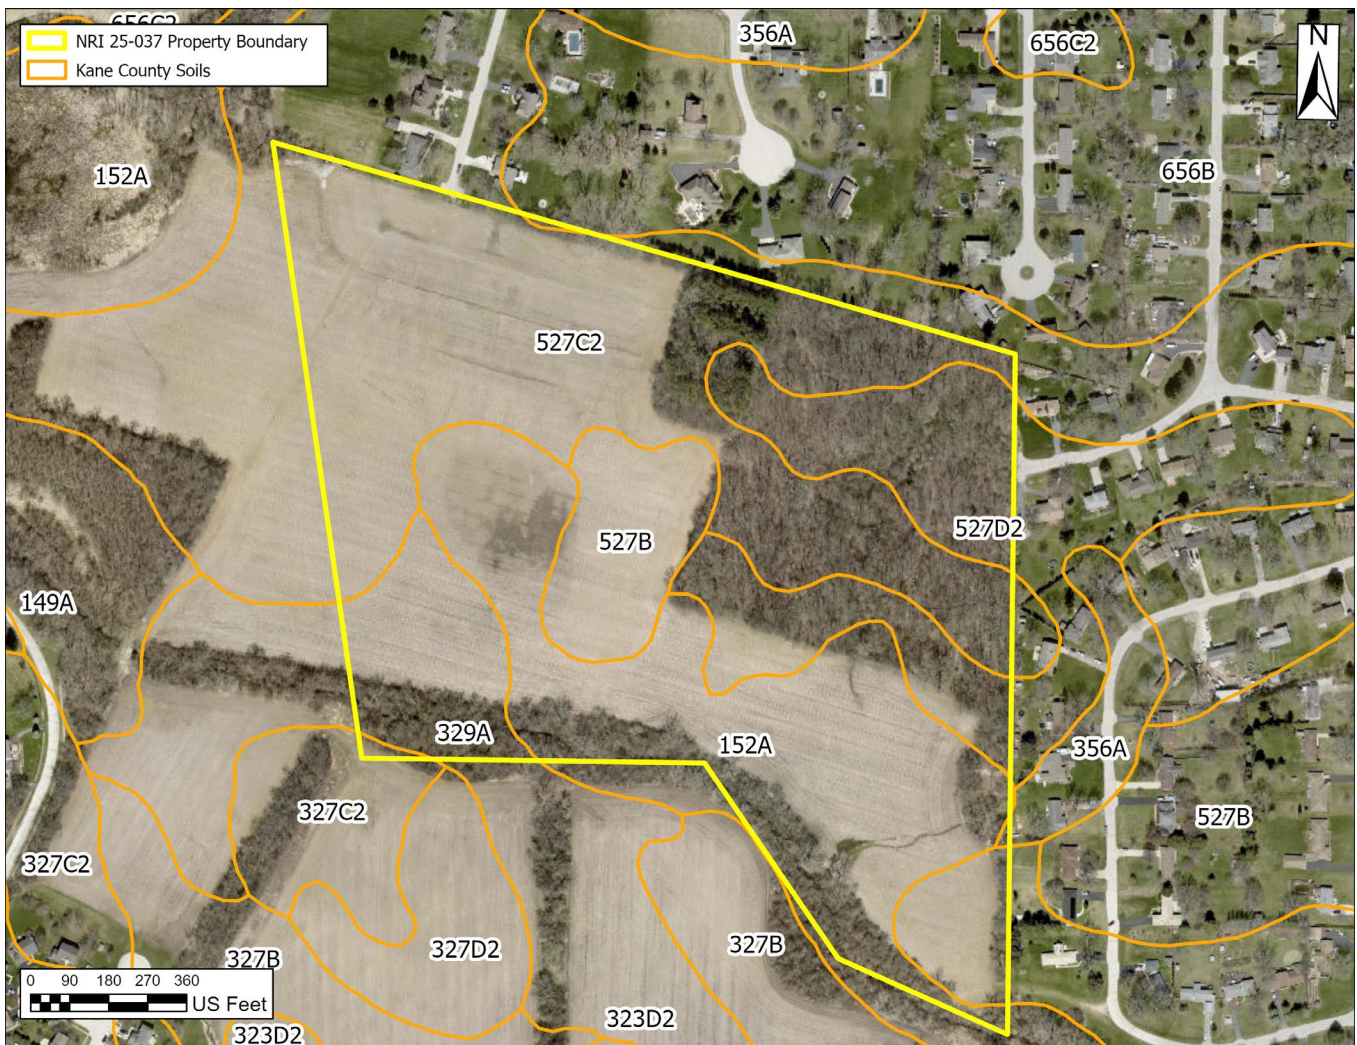 656C2
NRI 25-037 Property Boundary
Kane County Soils
356A
656C2
N
152A
656B
527C2
527B
527D2
149A
329A
152A
356A
327C2
527B
327C2
327B
327D2
327B
0 90 180 270 360
US Feet
323D2
323D2